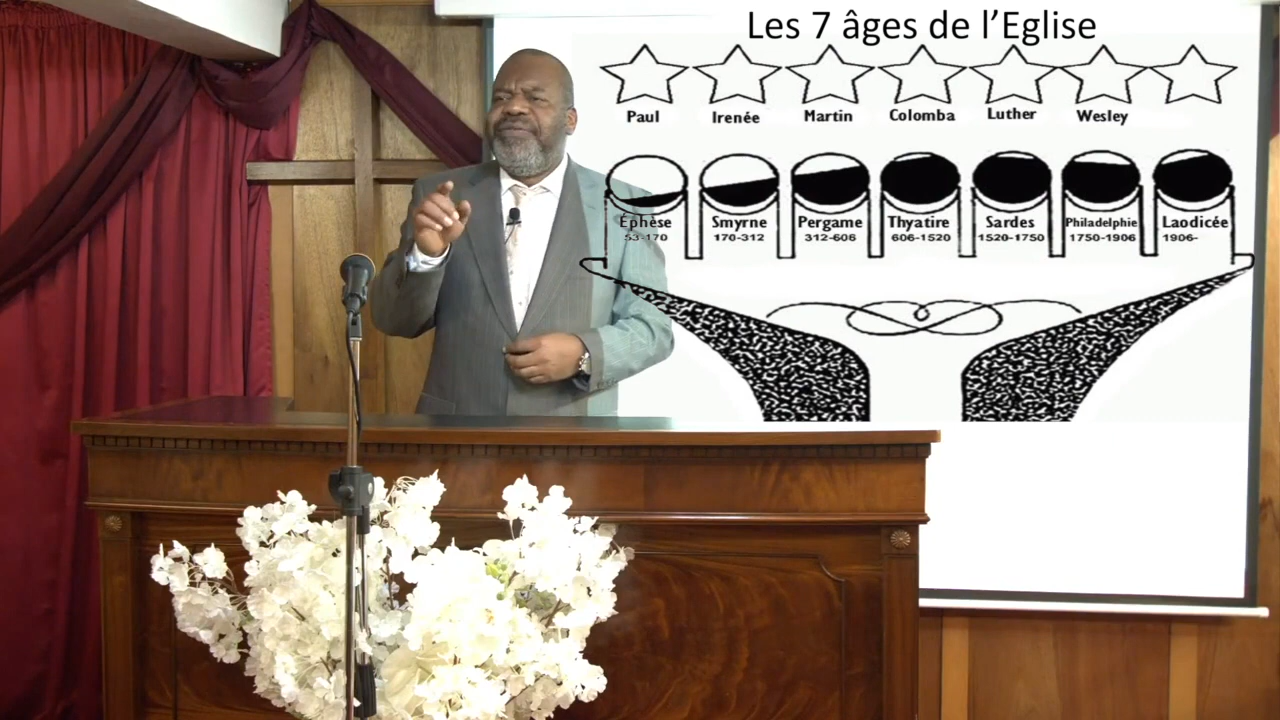 Les 7 âges de l’Eglise
Paul Irenée Martin Colomba Luther Wesley
Éphèse Smyrne Pergame Thyatire Sardes Philadelphie Laodicée
53-170 170-312 312-606 606-1520 1520-1750 1750-1906 1906-